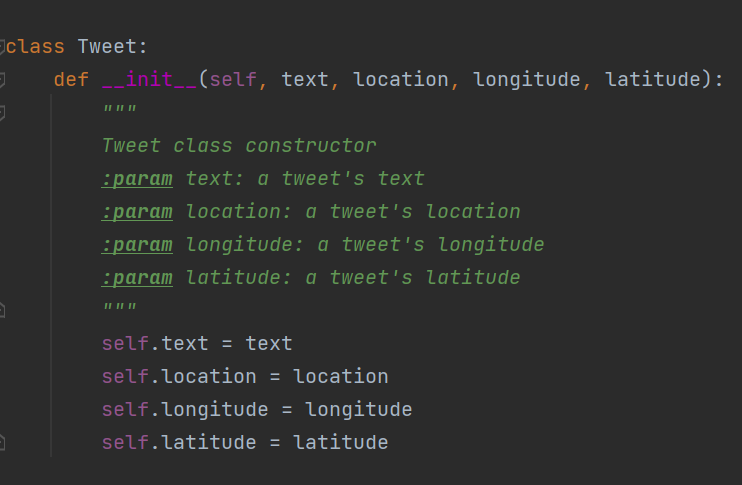 class Tweet:
    def __init__(self, text, location, longitude, latitude):
        """
        Tweet class constructor
        :param text: a tweet's text
        :param location: a tweet's location
        :param longitude: a tweet's longitude
        :param latitude: a tweet's latitude
        """
        self.text = text
        self.location = location
        self.longitude = longitude
        self.latitude = latitude